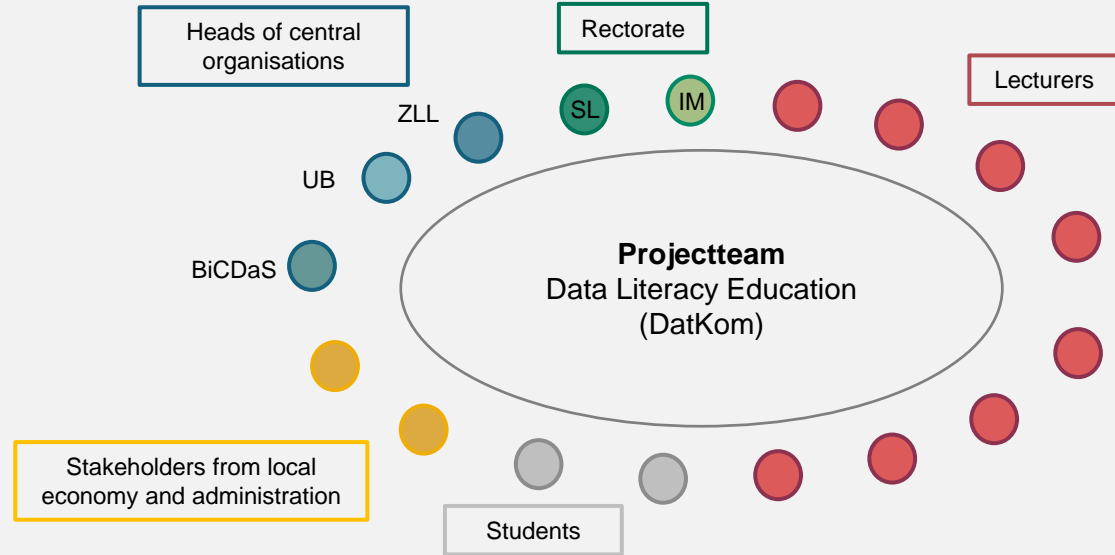 Heads of central
organisations
Rectorate
Lecturers
ZLL
SL
IM
UB
BiCDaS
Projectteam
Data Literacy Education
(DatKom)
Stakeholders from local
economy and administration
Students